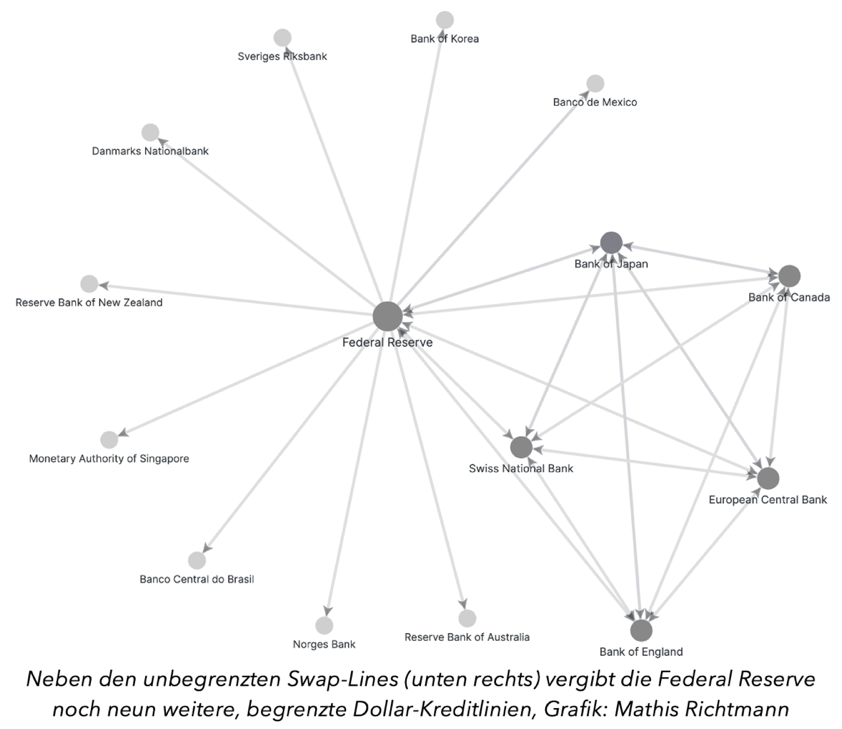 Bank of Korea
Sveriges Riksbank
Banco de Mexico
Danmarks Nationalbank
Bank of Japan
Bank of Canada
Reserve Bank of New Zealand
Federal Reserve
Monetary Authority of Singapore
Swiss National Bank
European Central Bank
Banco Central do Brasil
Norges Bank
Reserve Bank of Australia
Bank of England
Neben den unbegrenzten Swap-Lines (unten rechts) vergibt die Federal Reserve
noch neun weitere, begrenzte Dollar-Kreditlinien, Grafik: Mathis Richtmann